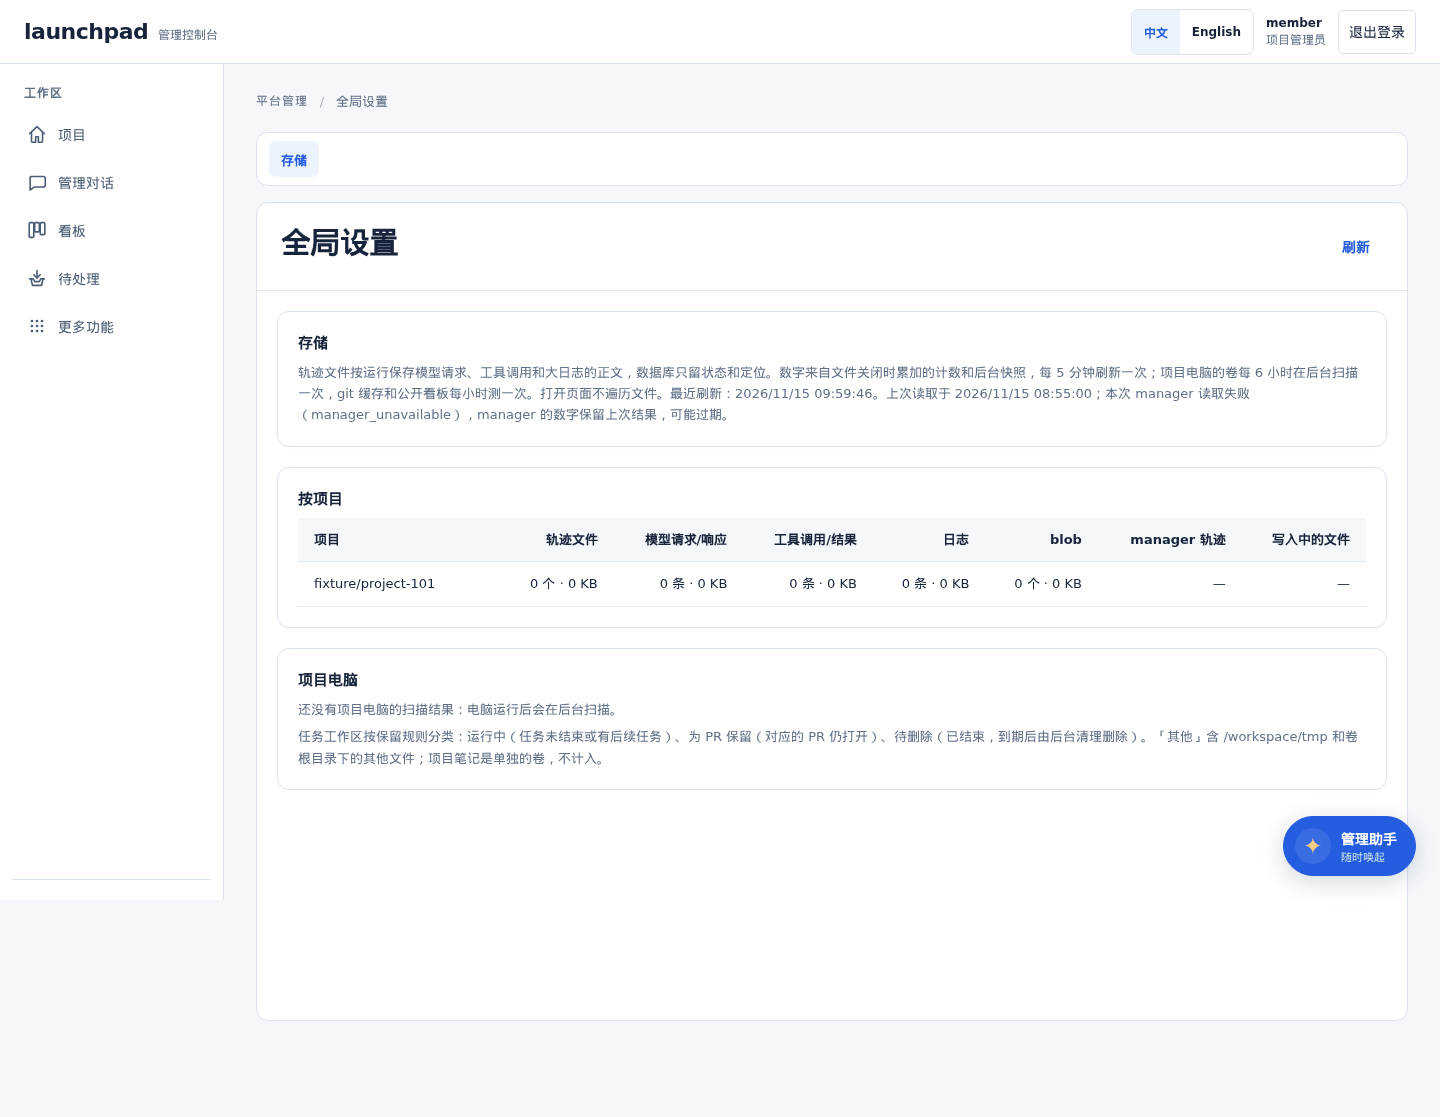 launchpad 管理控制台
中文 English
member
项目管理员
退出登录
工作区
项目
管理对话
看板
待处理
更多功能
平台管理 / 全局设置
存储
全局设置
刷新
存储
轨迹文件按运行保存模型请求、工具调用和大日志的正文，数据库只留状态和定位。数字来自文件关闭时累加的计数和后台快照，每 5 分钟刷新一次；项目电脑的卷每 6 小时在后台扫描
一次，git 缓存和公开看板每小时测一次。打开页面不遍历文件。最近刷新：2026/11/15 09:59:46。上次读取于 2026/11/15 08:55:00；本次 manager 读取失败
（manager_unavailable），manager 的数字保留上次结果，可能过期。
按项目
项目 轨迹文件 模型请求/响应 工具调用/结果 日志 blob manager 轨迹 写入中的文件
fixture/project-101 0 个 · 0 KB 0 条 · 0 KB 0 条 · 0 KB 0 条 · 0 KB 0 个 · 0 KB — —
项目电脑
还没有项目电脑的扫描结果：电脑运行后会在后台扫描。
任务工作区按保留规则分类：运行中（任务未结束或有后续任务）、为 PR 保留（对应的 PR 仍打开）、待删除（已结束，到期后由后台清理删除）。「其他」含 /workspace/tmp 和卷
根目录下的其他文件；项目笔记是单独的卷，不计入。
管理助手
随时唤起